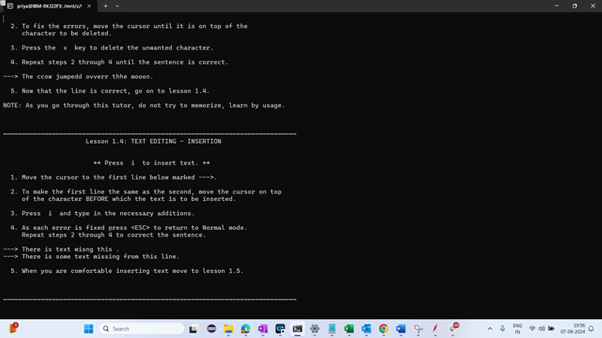 priya@IBM-9XJ22F3: /mnt/c/l
2. To fix the errors, move the cursor until it is on top of the
character to be deleted.
3. Press the x key to delete the unwanted character.
4. Repeat steps 2 through 4 until the sentence is correct.
---> The ccow jumpedd ovverr thhe mooon.
5. Now that the line is correct, go on to lesson 1.4.
NOTE: As you go through this tutor, do not try to memorize, learn by usage.
~~~~~~~~~~~~~~~~~~~~~~~~~~~~~~~~~~~~~~~~~~~~~~~~~~~~~~~~~~~~~~~~~~~~~~~~~~~~~~
Lesson 1.4: TEXT EDITING - INSERTION
** Press i to insert text. **
1. Move the cursor to the first line below marked --->.
2. To make the first line the same as the second, move the cursor on top
of the character BEFORE which the text is to be inserted.
3. Press i and type in the necessary additions.
4. As each error is fixed press <ESC> to return to Normal mode.
Repeat steps 2 through 4 to correct the sentence.
---> There is text misng this .
---> There is some text missing from this line.
5. When you are comfortable inserting text move to lesson 1.5.
~~~~~~~~~~~~~~~~~~~~~~~~~~~~~~~~~~~~~~~~~~~~~~~~~~~~~~~~~~~~~~~~~~~~~~~~~~~~~~
Search
ENG
IN
19:56
07-09-2024